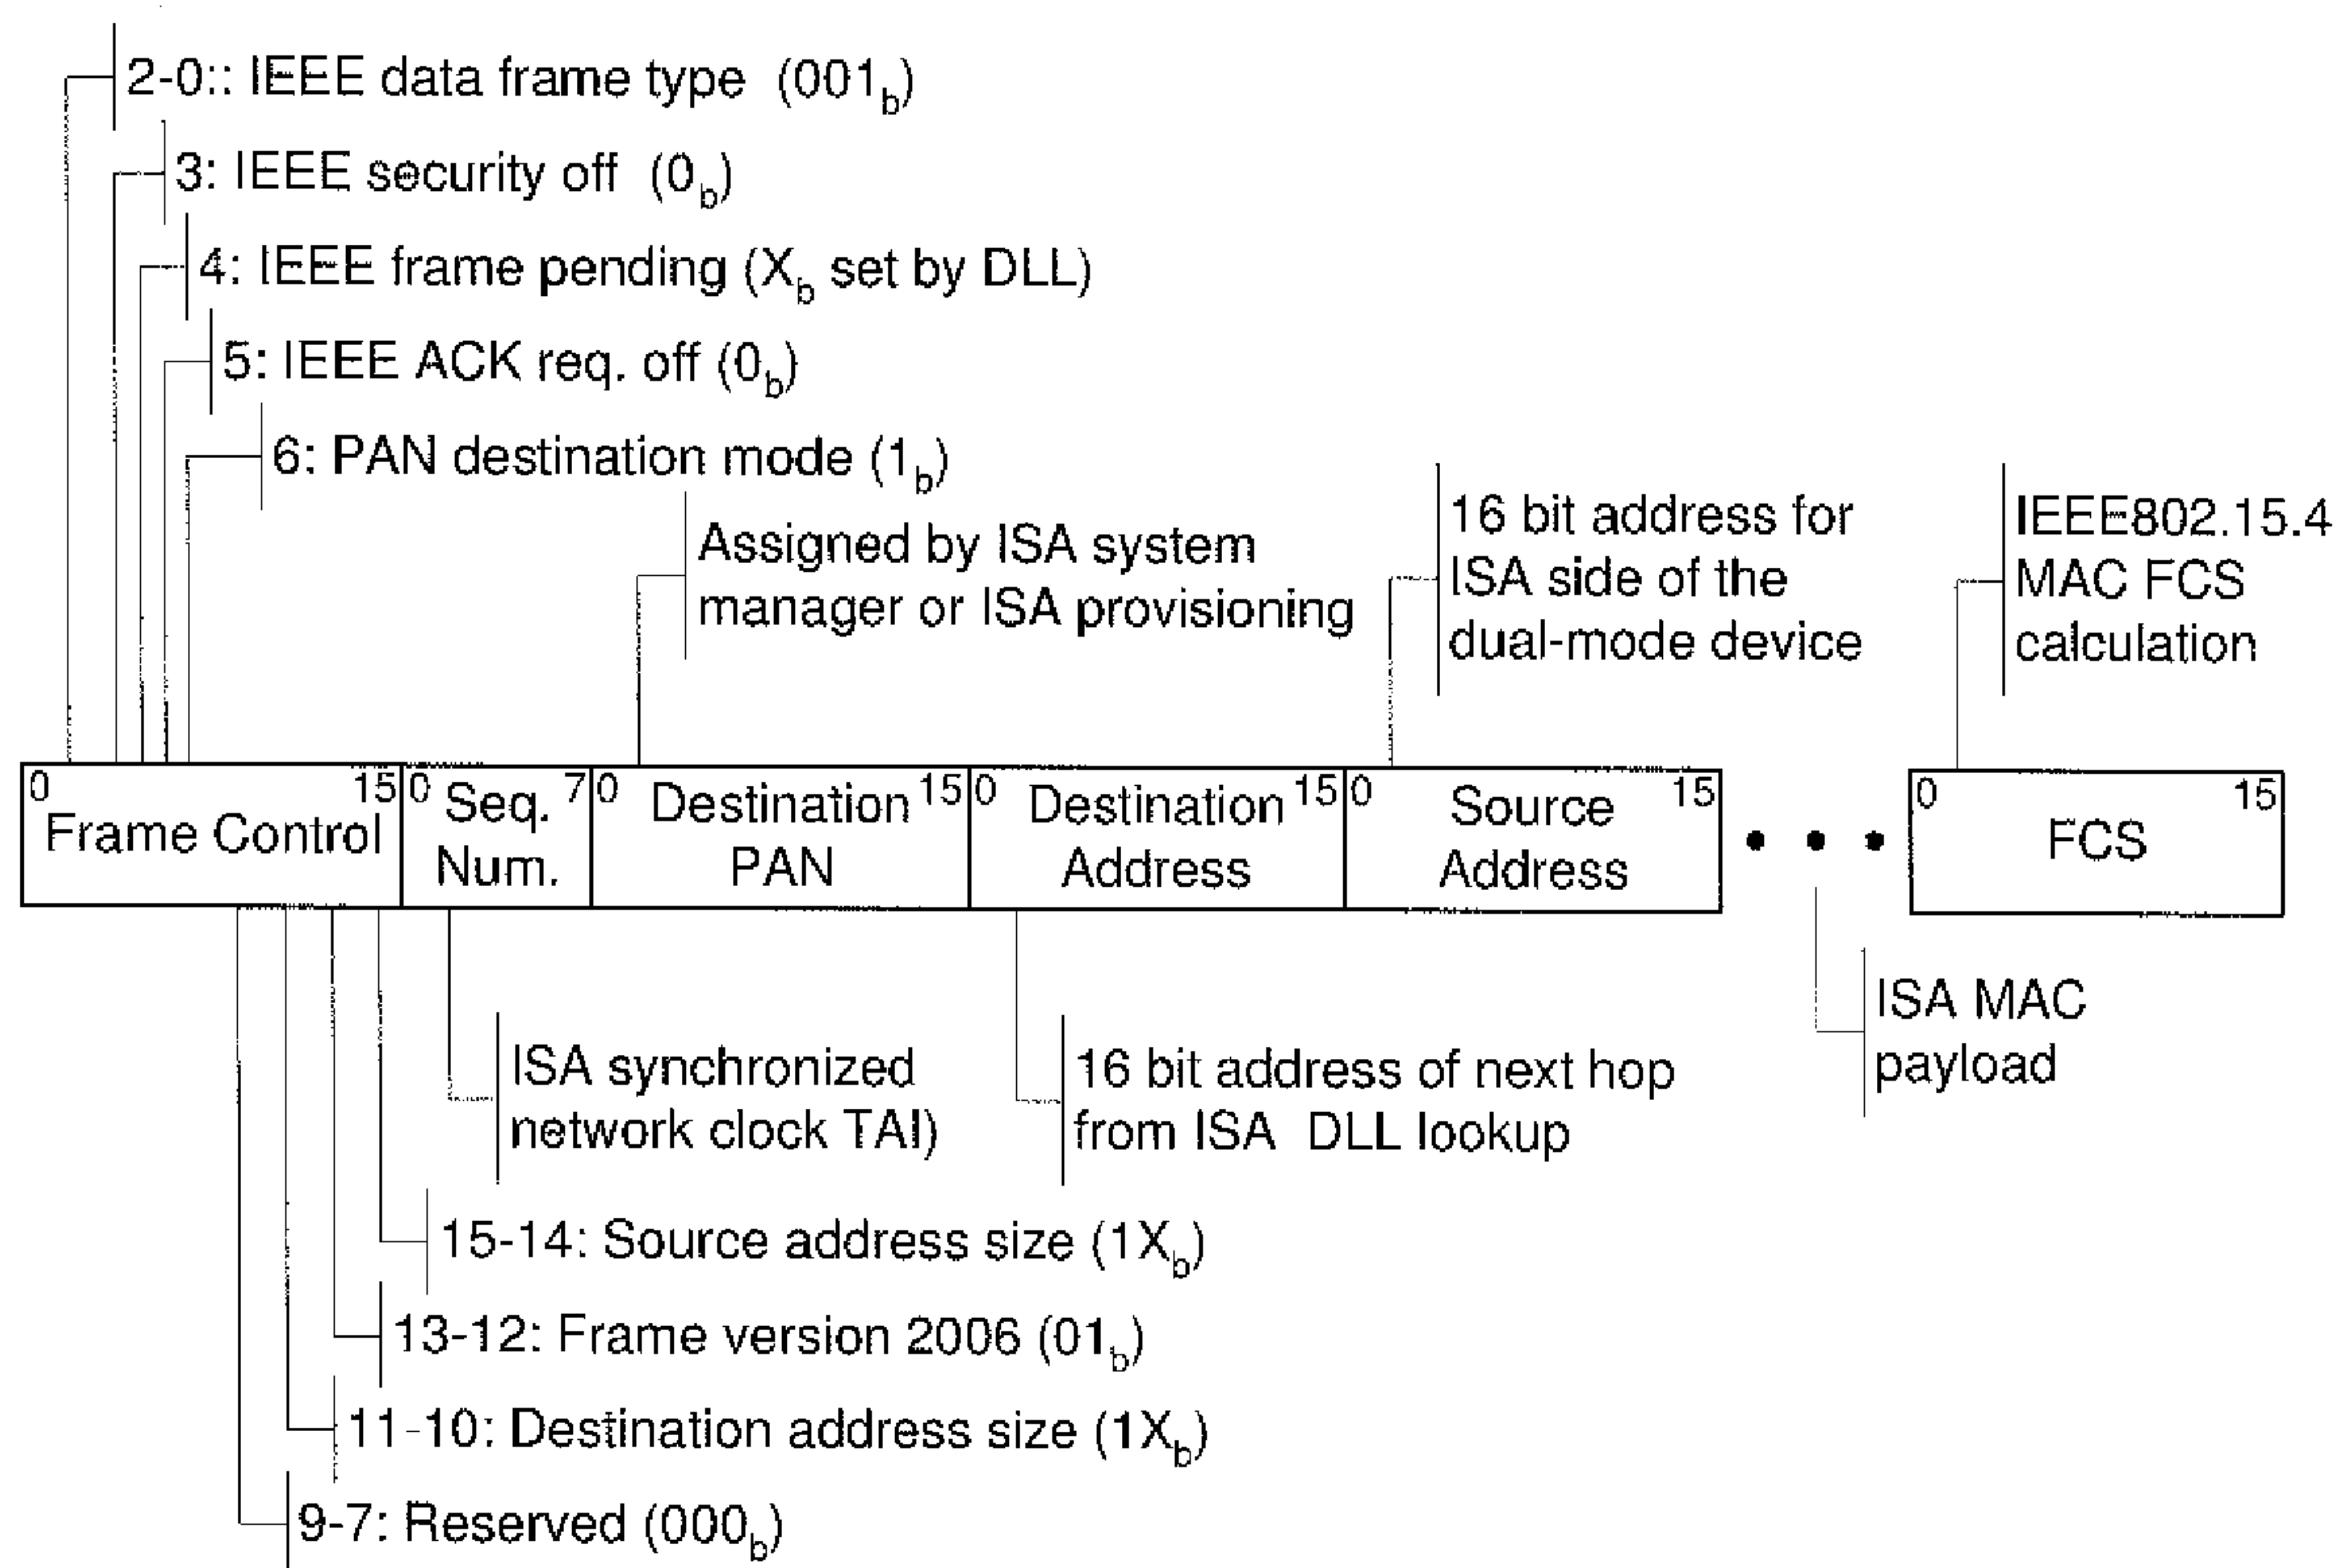 2-0:: IEEE data frame type (001b)
3: IEEE security off (0b)
4: IEEE frame pending (Xb set by DLL)
5: IEEE ACK req. off (0b)
6: PAN destination mode (1b)
Assigned by ISA system
manager or ISA provisioning
16 bit address for
ISA side of the
dual-mode device
IEEE802.15.4
MAC FCS
calculation
0 15
Frame Control
0 7
Seq.
Num.
0 15
Destination
PAN
0 15
Destination
Address
0 15
Source
Address
• • •
0 15
FCS
ISA MAC
payload
ISA synchronized
network clock TAI)
16 bit address of next hop
from ISA DLL lookup
15-14: Source address size (1Xb)
13-12: Frame version 2006 (01b)
11-10: Destination address size (1Xb)
9-7: Reserved (000b)